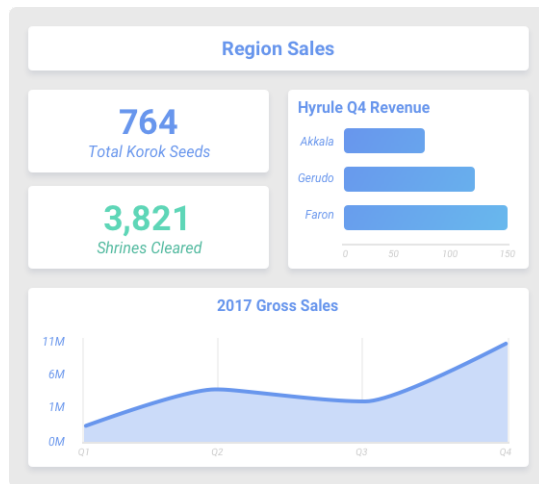 Region Sales
764
Total Korok Seeds
3,821
Shrines Cleared
Hyrule Q4 Revenue
Akkala
Gerudo
Faron
0 50 100 150
2017 Gross Sales
11M
6M
1M
0M
Q1 Q2 Q3 Q4